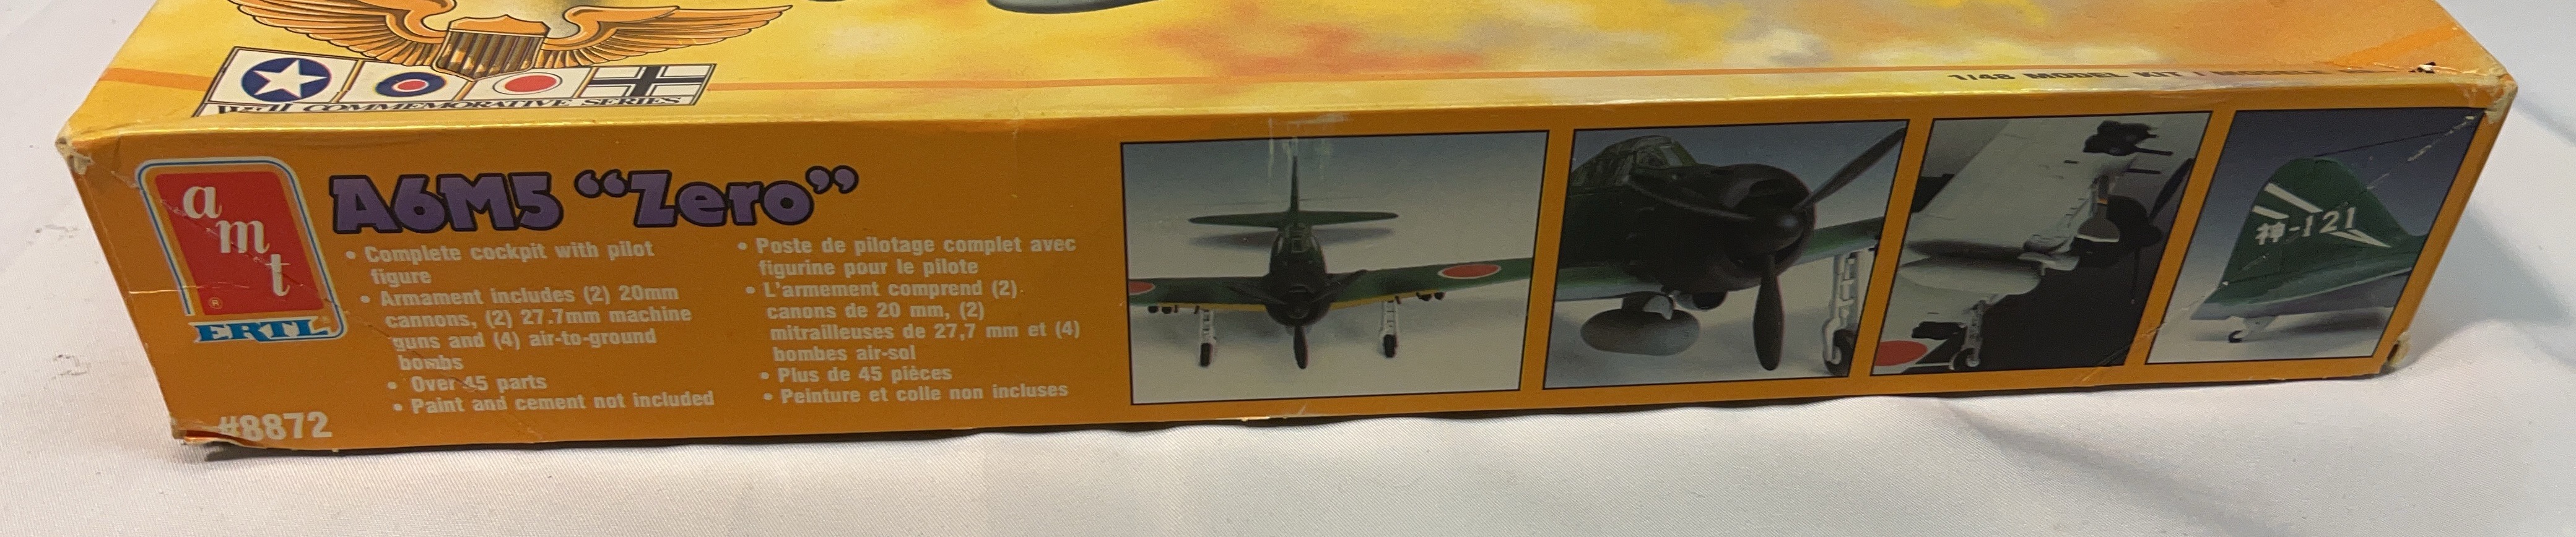 WWII COMMEMORATIVE SERIES
1/48 MODEL KIT /
amt
®
ERTL
A6M5 “Zero”
• Complete cockpit with pilot
figure
• Armament includes (2) 20mm
cannons, (2) 27.7mm machine
guns and (4) air-to-ground
bombs
• Over 45 parts
• Paint and cement not included
#8872
• Poste de pilotage complet avec
figurine pour le pilote
• L'armement comprend (2)
canons de 20 mm, (2)
mitrailleuses de 27,7 mm et (4)
bombes air-sol
• Plus de 45 pièces
• Peinture et colle non incluses
神-121